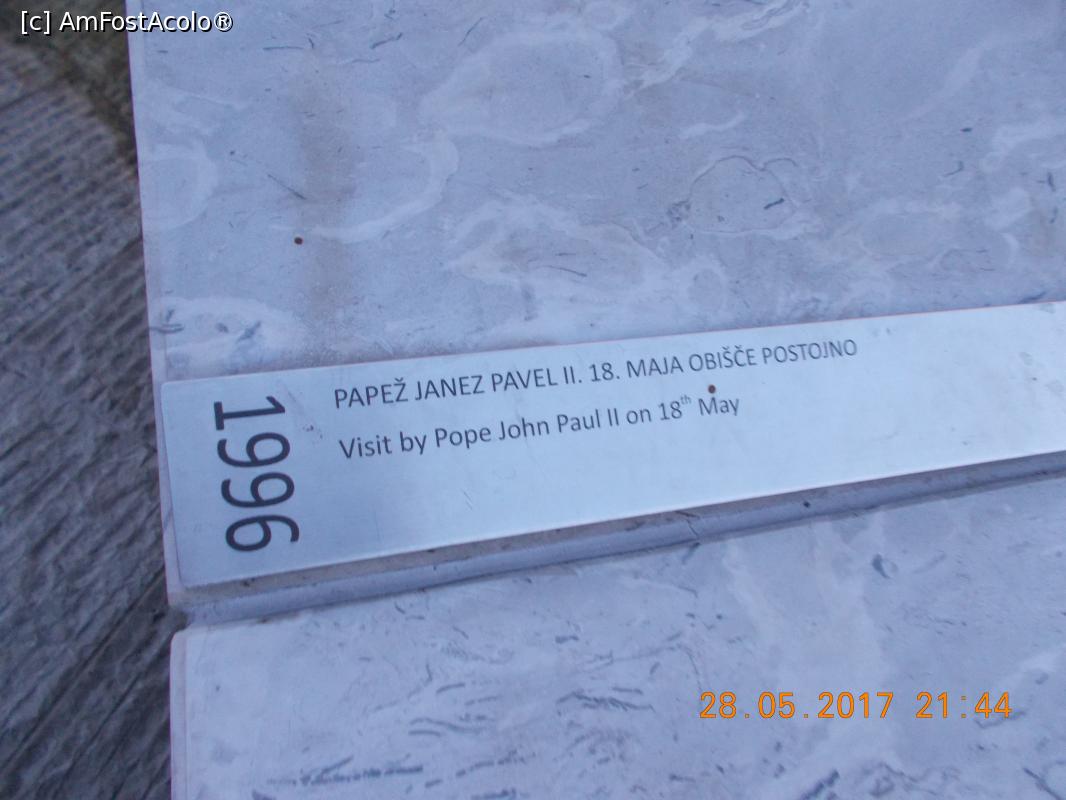 [c] AmFostAcolo®
1996
PAPEŽ JANEZ PAVEL II. 18. MAJA OBIŠČE POSTOJNO
Visit by Pope John Paul II on 18th May
28.05.2017 21:44